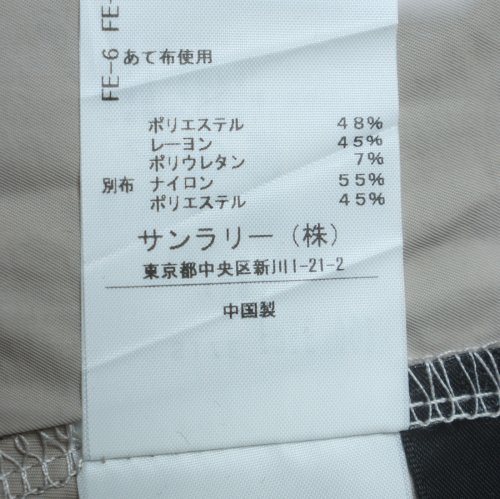 FE-6 FE-
あて布使用
ポリエステル 48%
レーヨン 45%
ポリウレタン 7%
別布 ナイロン 55%
ポリエステル 45%
サンラリー（株）
東京都中央区新川1-21-2
中国製